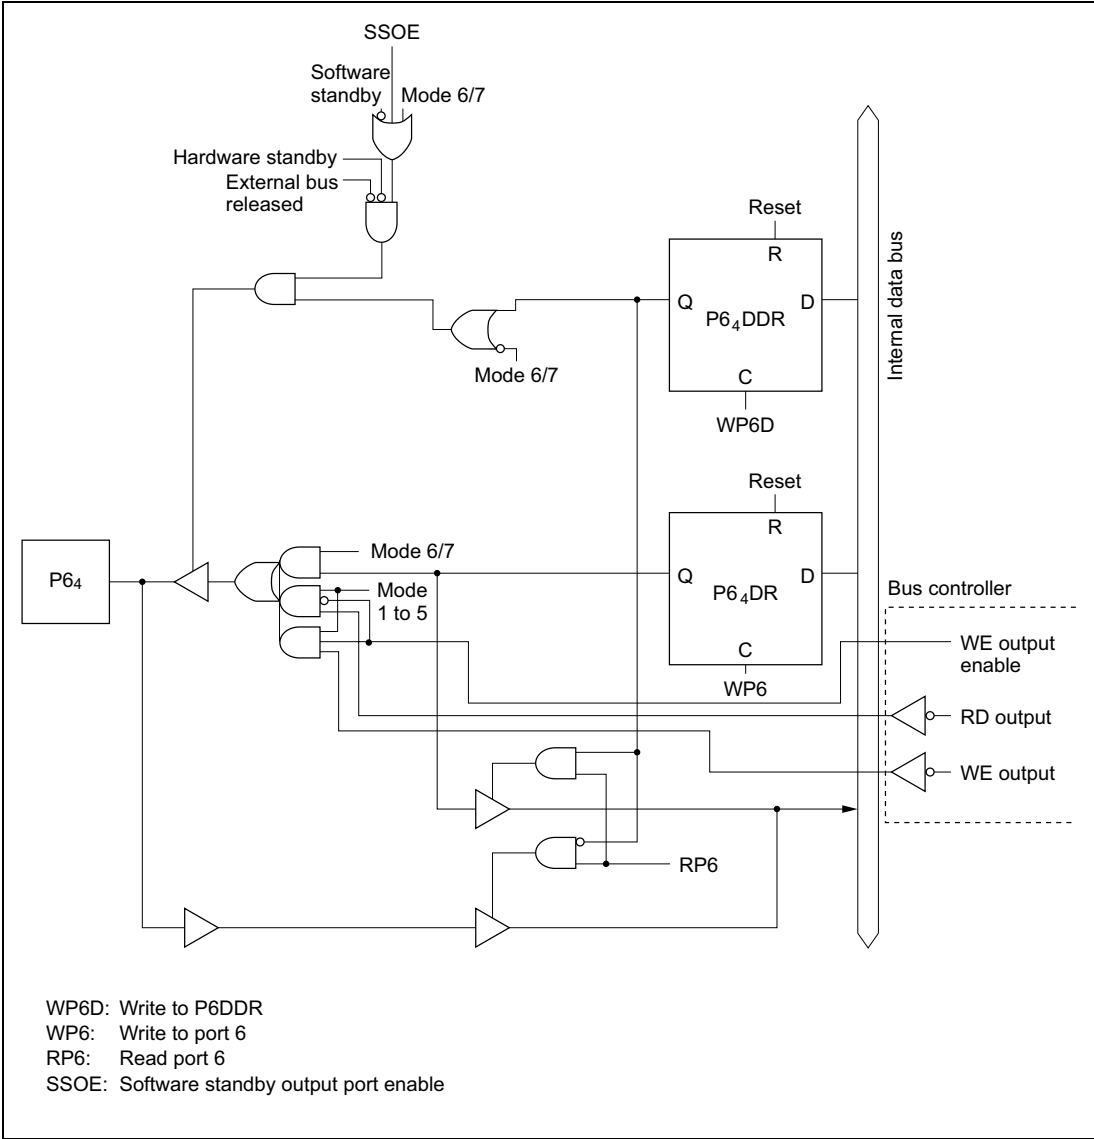 SSOE
Software
standby
Mode 6/7
Hardware standby
External bus
released
Reset
R
Q
P6₄DDR
D
C
WP6D
Mode 6/7
Internal data bus
Reset
R
Q
P6₄DR
D
C
WP6
P6₄
Mode 6/7
Mode
1 to 5
Bus controller
WE output
enable
RD output
WE output
RP6
WP6D: Write to P6DDR
WP6: Write to port 6
RP6: Read port 6
SSOE: Software standby output port enable